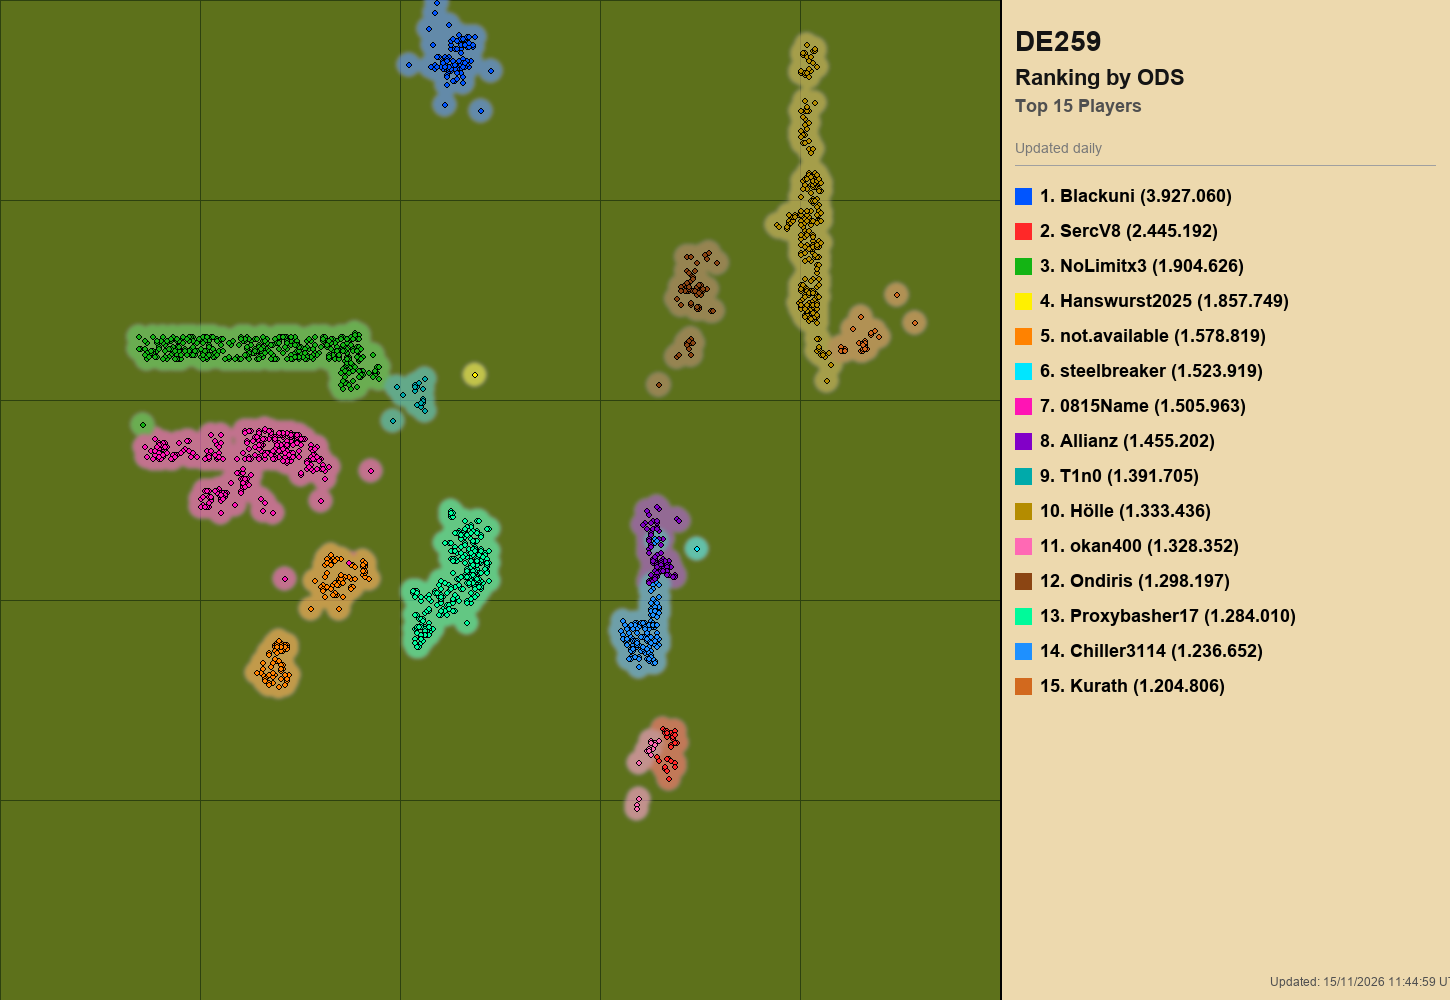 DE259
Ranking by ODS
Top 15 Players
Updated daily
1. Blackuni (3.927.060)
2. SercV8 (2.445.192)
3. NoLimitx3 (1.904.626)
4. Hanswurst2025 (1.857.749)
5. not.available (1.578.819)
6. steelbreaker (1.523.919)
7. 0815Name (1.505.963)
8. Allianz (1.455.202)
9. T1n0 (1.391.705)
10. Hölle (1.333.436)
11. okan400 (1.328.352)
12. Ondiris (1.298.197)
13. Proxybasher17 (1.284.010)
14. Chiller3114 (1.236.652)
15. Kurath (1.204.806)
Updated: 15/11/2026 11:44:59 U